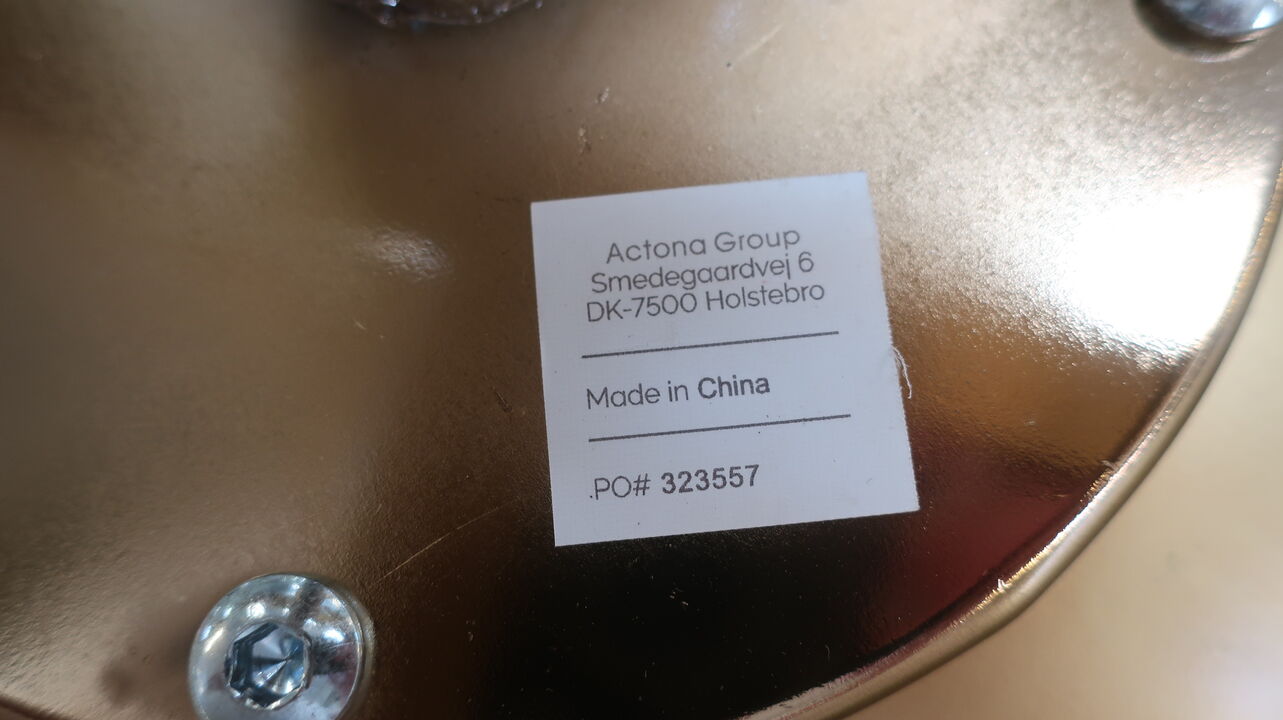 Actona Group
Smedegaardvej 6
DK-7500 Holstebro
Made in China
PO# 323557